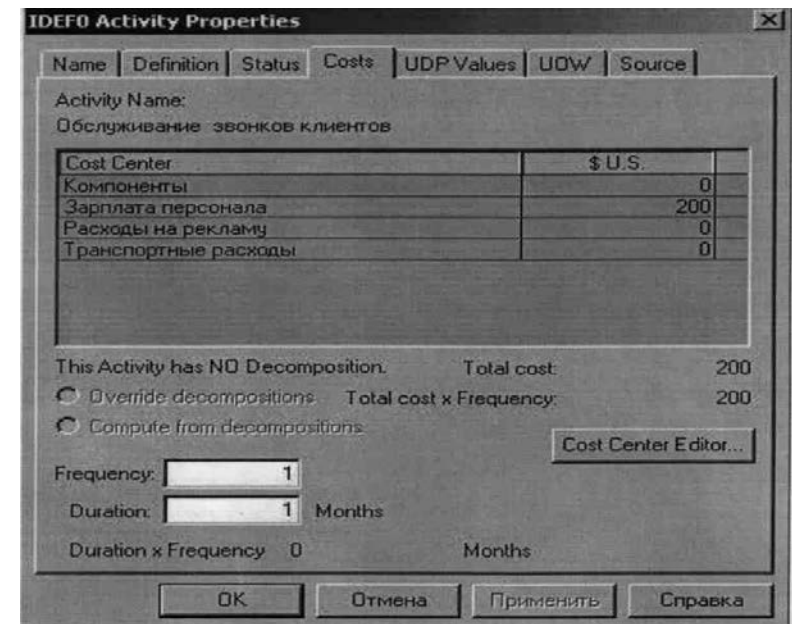 IDEF0 Activity Properties
Name Definition Status Costs UDP Values UOW Source
Activity Name:
Обслуживание звонков клиентов
Cost Center $ U.S.
Компоненты 0
Зарплата персонала 200
Расходы на рекламу 0
Транспортные расходы 0
This Activity has NO Decomposition. Total cost: 200
Override decompositions Total cost x Frequency: 200
Compute from decompositions
Cost Center Editor...
Frequency: 1
Duration: 1 Months
Duration x Frequency 0 Months
OK Отмена Применить Справка